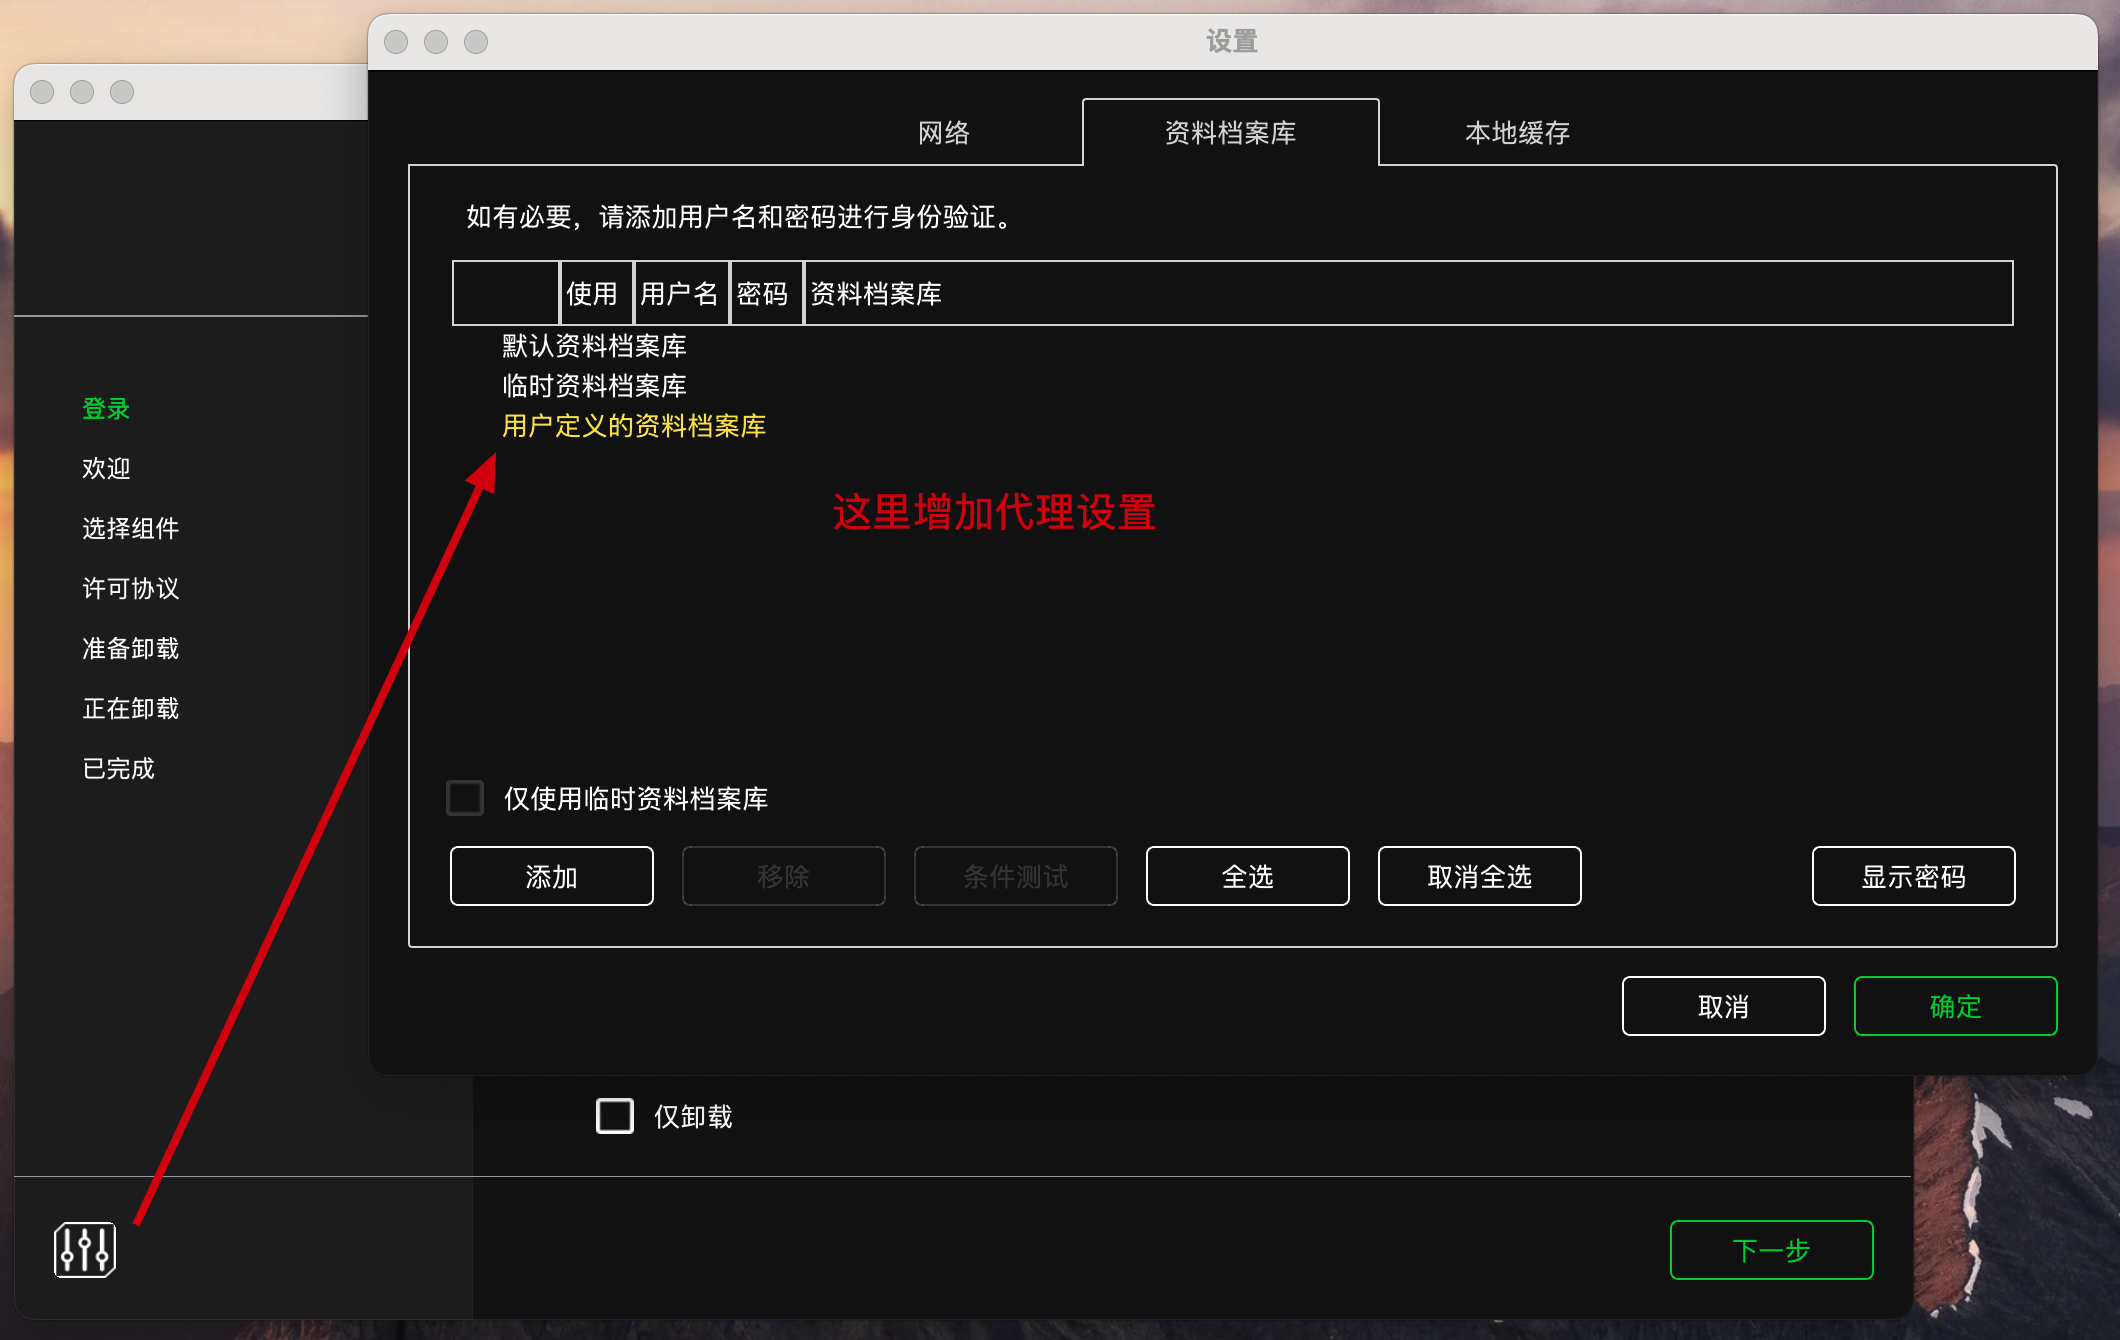 设置
网络
资料档案库
本地缓存
如有必要，请添加用户名和密码进行身份验证。
使用
用户名
密码
资料档案库
默认资料档案库
临时资料档案库
用户定义的资料档案库
这里增加代理设置
仅使用临时资料档案库
添加
移除
条件测试
全选
取消全选
显示密码
取消
确定
登录
欢迎
选择组件
许可协议
准备卸载
正在卸载
已完成
仅卸载
下一步